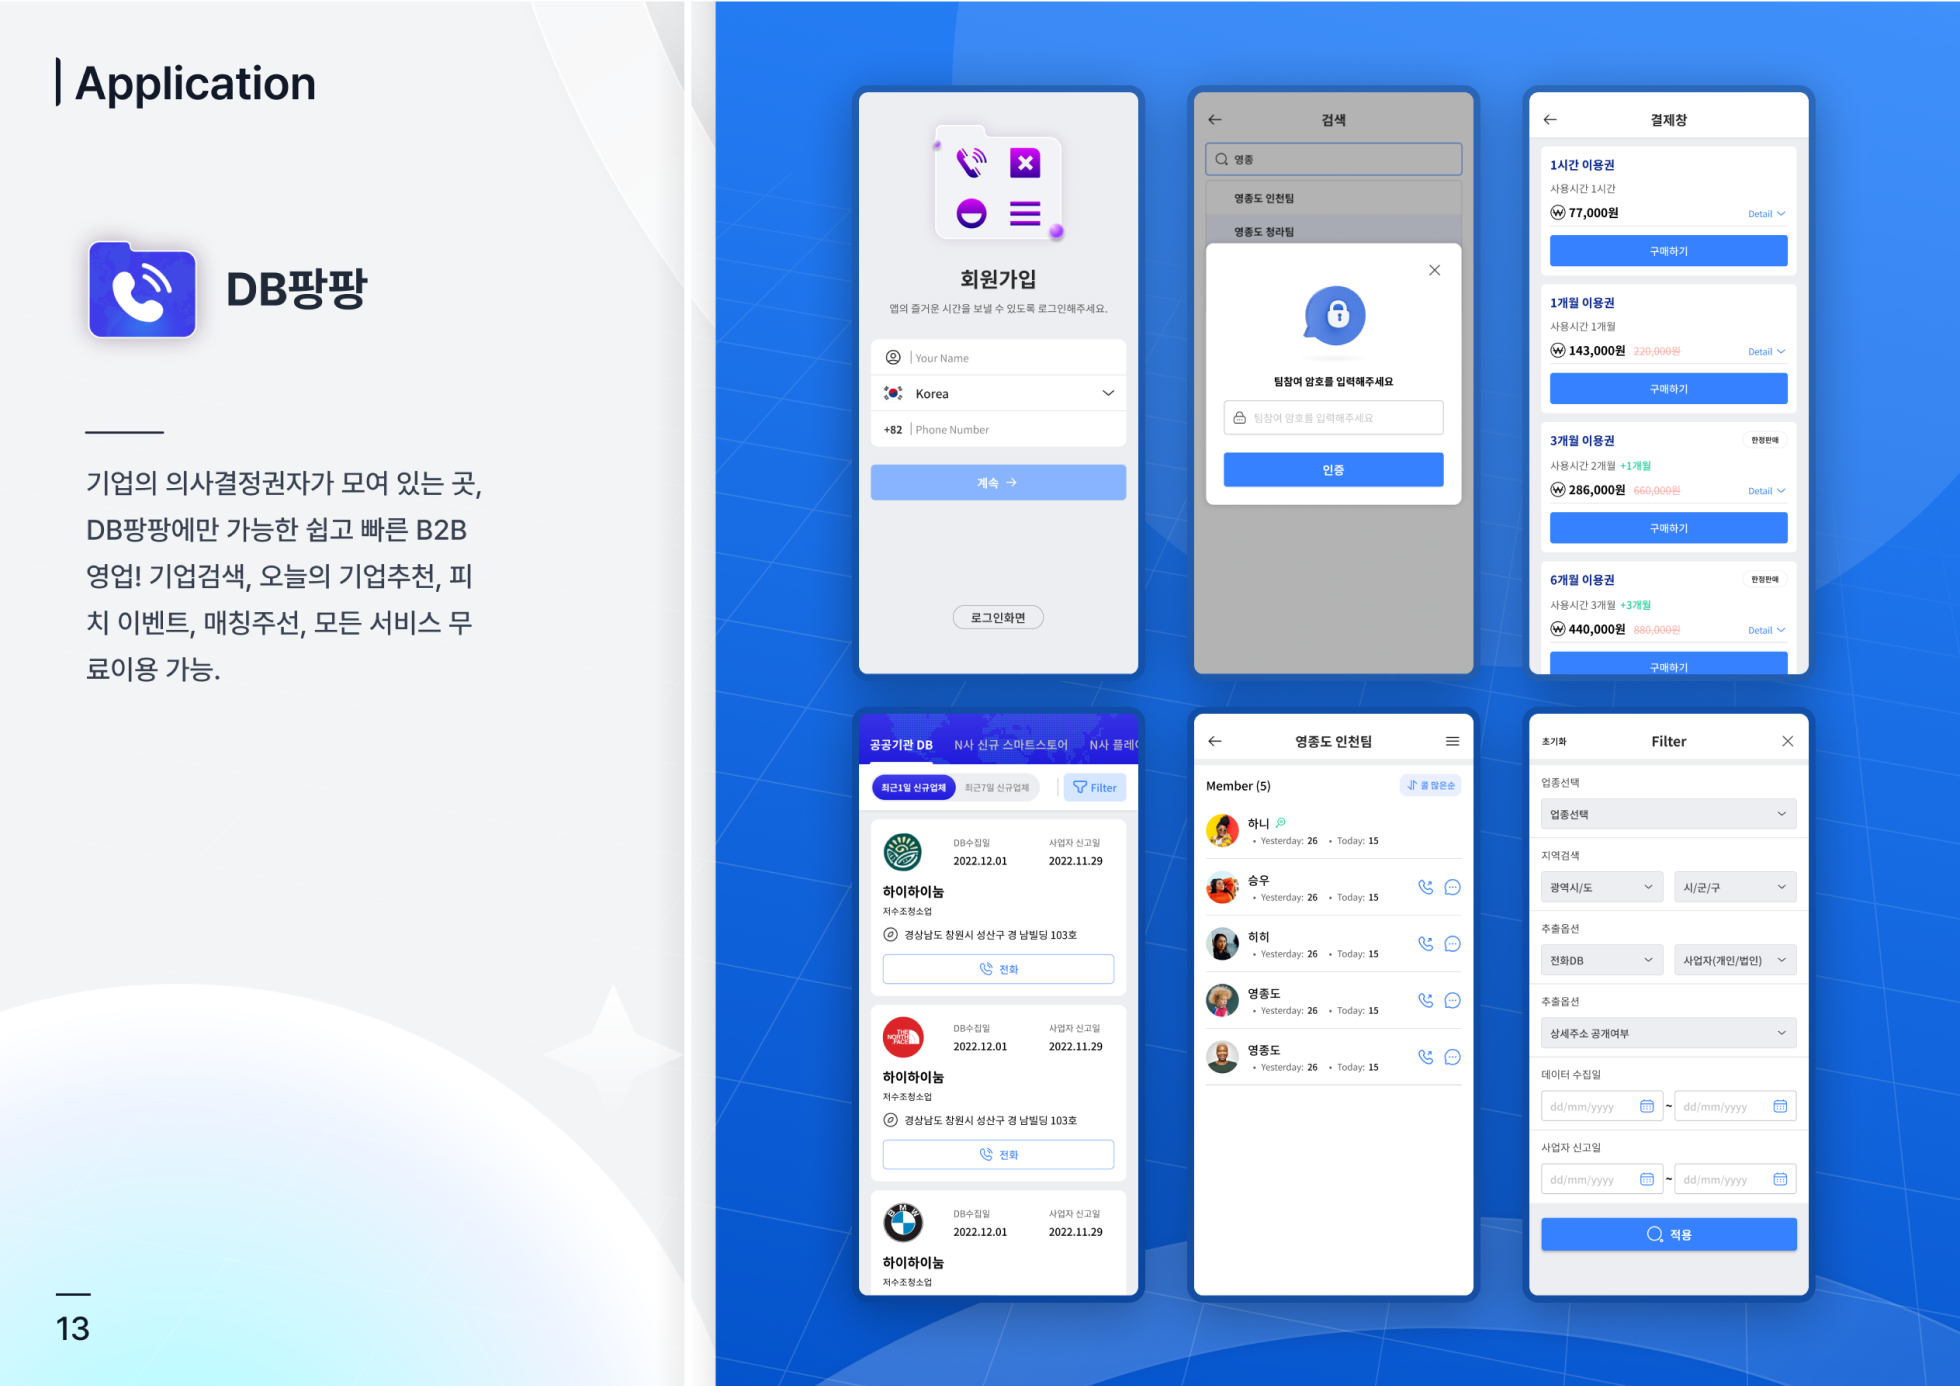 Application
DB팡팡
기업의 의사결정권자가 모여 있는 곳,
DB팡팡에만 가능한 쉽고 빠른 B2B
영업! 기업검색, 오늘의 기업추천, 피
치 이벤트, 매칭주선, 모든 서비스 무
료이용 가능.
13
회원가입
앱의 즐거운 시간을 보낼 수 있도록 로그인해주세요.
Your Name
Korea
+82 Phone Number
계속
로그인화면
검색
영종
영종도 인천팀
영종도 청라팀
팀참여 암호를 입력해주세요
팀참여 암호를 입력해주세요
인증
결제창
1시간 이용권
사용시간 1시간
77,000원 Detail
구매하기
1개월 이용권
사용시간 1개월
143,000원 220,000원 Detail
구매하기
3개월 이용권 한정판매
사용시간 2개월 +1개월
286,000원 660,000원 Detail
구매하기
6개월 이용권 한정판매
사용시간 3개월 +3개월
440,000원 880,000원 Detail
구매하기
공공기관 DB N사 신규 스마트스토어 N사 플레이
최근1일 신규업체 최근7일 신규업체 Filter
DB수집일 사업자 신고일
2022.12.01 2022.11.29
하이하이눔
저수조청소업
경상남도 창원시 성산구 경 남빌딩 103호
전화
THE NORTH FACE
DB수집일 사업자 신고일
2022.12.01 2022.11.29
하이하이눔
저수조청소업
경상남도 창원시 성산구 경 남빌딩 103호
전화
BMW
DB수집일 사업자 신고일
2022.12.01 2022.11.29
하이하이눔
저수조청소업
영종도 인천팀
Member (5) 콜 많은순
하니
• Yesterday: 26 • Today: 15
승우
• Yesterday: 26 • Today: 15
히히
• Yesterday: 26 • Today: 15
영종도
• Yesterday: 26 • Today: 15
영종도
• Yesterday: 26 • Today: 15
초기화 Filter
업종선택
업종선택
지역검색
광역시/도 시/군/구
추출옵션
전화DB 사업자(개인/법인)
추출옵션
상세주소 공개여부
데이터 수집일
dd/mm/yyyy ~ dd/mm/yyyy
사업자 신고일
dd/mm/yyyy ~ dd/mm/yyyy
적용